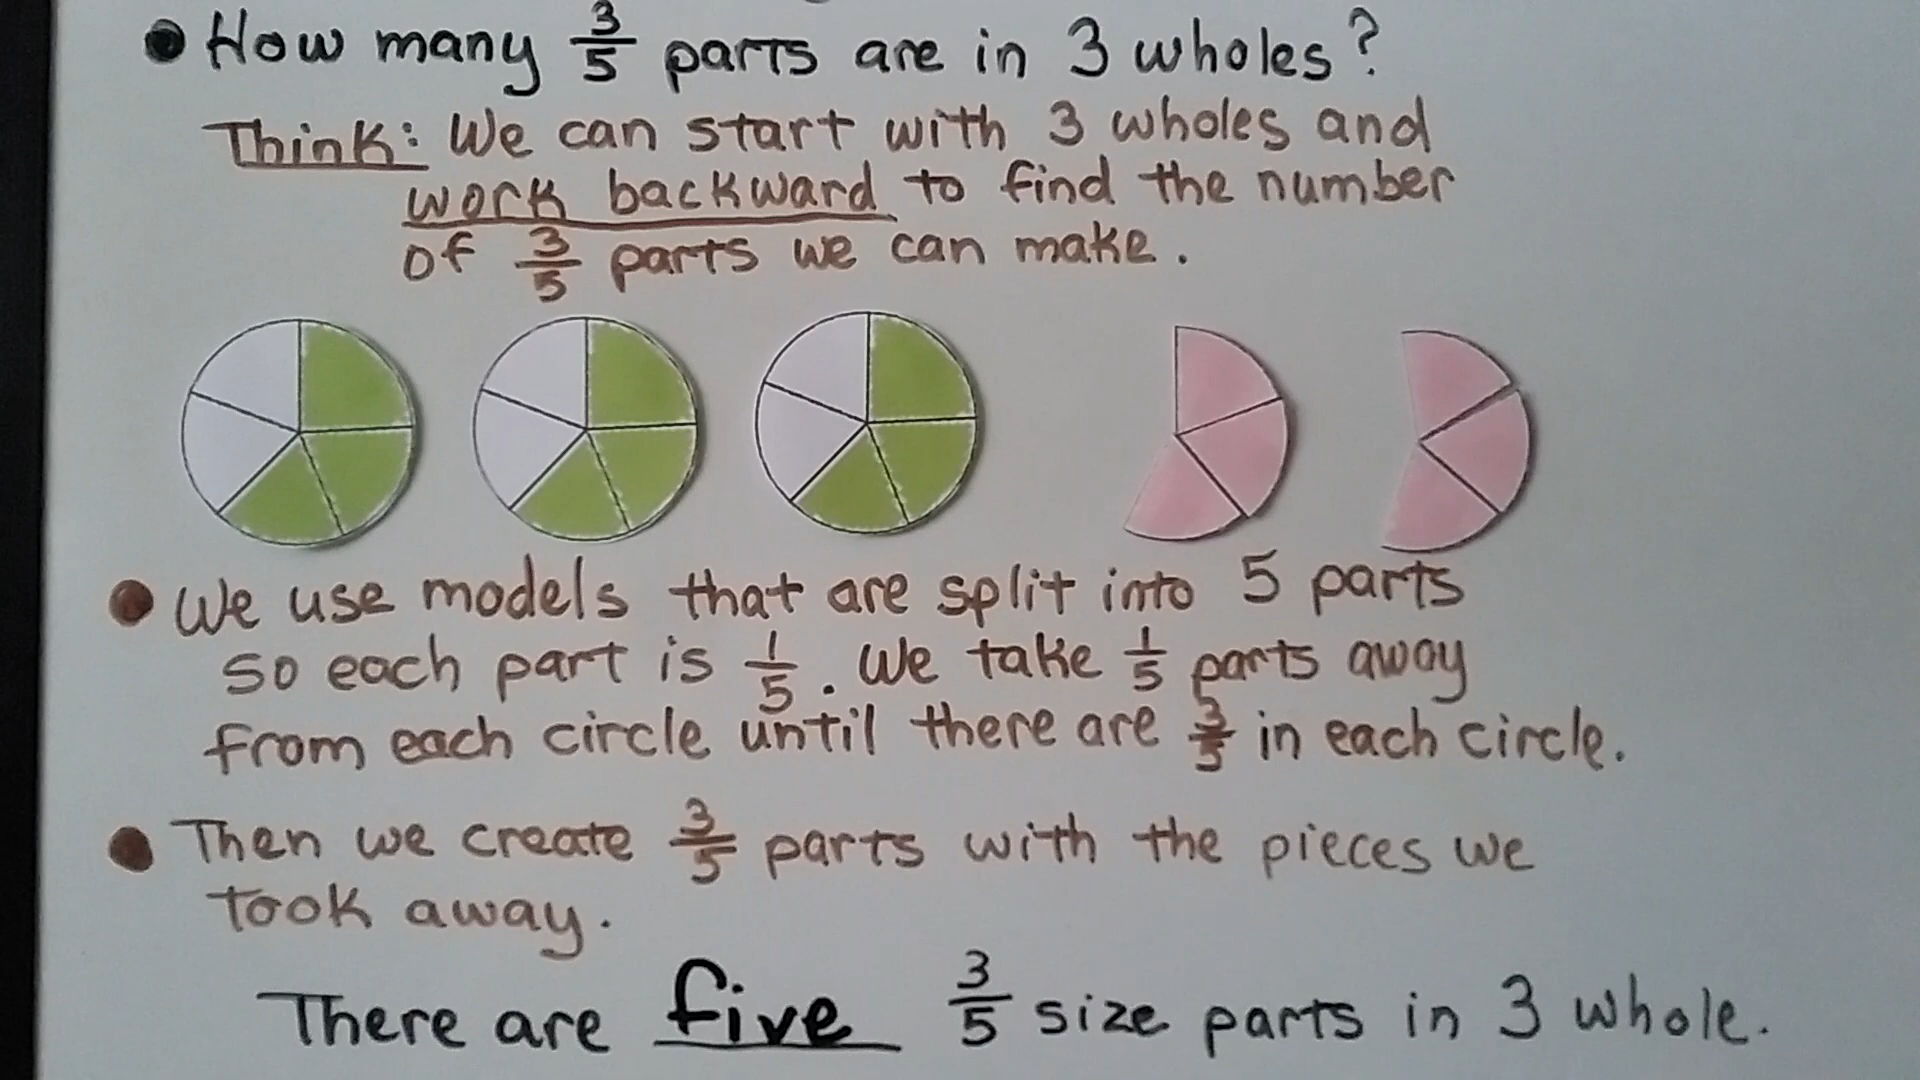 • How many 3/5 parts are in 3 wholes?
Think: We can start with 3 wholes and
work backward to find the number
of 3/5 parts we can make.
• We use models that are split into 5 parts
so each part is 1/5. We take 1/5 parts away
from each circle until there are 3/5 in each circle.
• Then we create 3/5 parts with the pieces we
took away.
There are five 3/5 size parts in 3 whole.